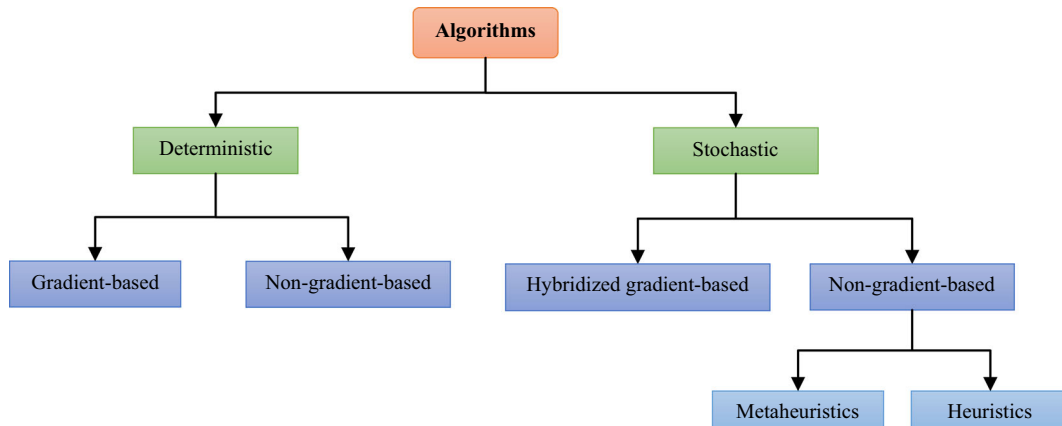 Algorithms
Deterministic
Stochastic
Gradient-based
Non-gradient-based
Hybridized gradient-based
Non-gradient-based
Metaheuristics
Heuristics